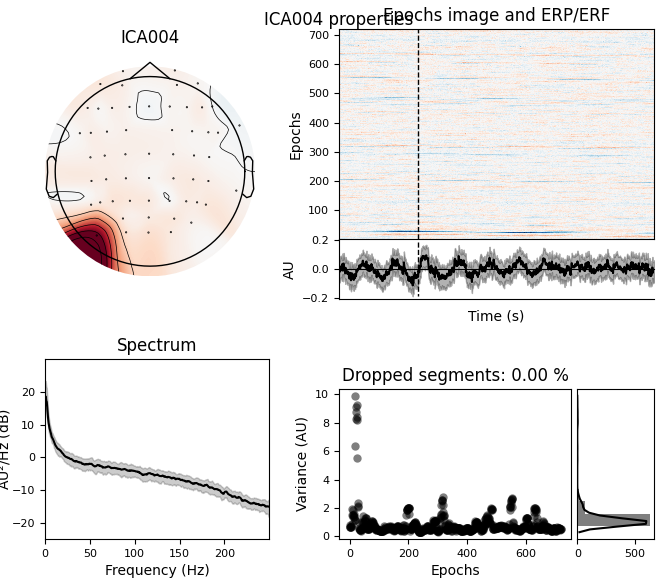 ICA004 properties
ICA004
Epochs image and ERP/ERF
700
600
500
400
300
200
100
Epochs
0.2
0.0
−0.2
AU
Time (s)
Spectrum
20
10
0
−10
−20
AU²/Hz (dB)
0 50 100 150 200
Frequency (Hz)
Dropped segments: 0.00 %
10
8
6
4
2
0
Variance (AU)
0 200 400 600
Epochs
0 500